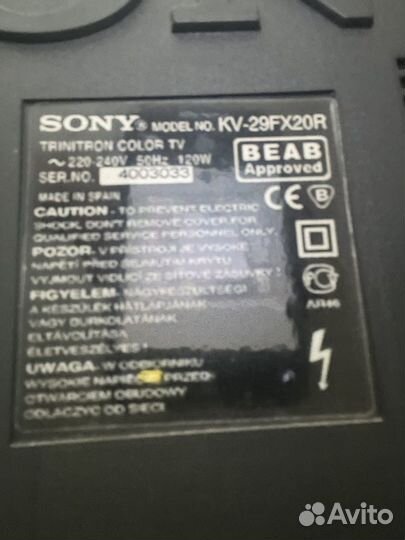 SONY® MODEL NO. KV-29FX20R
TRINITRON COLOR TV
~ 220-240V 50Hz 120W
SER.NO. 4003033
BEAB
Approved
MADE IN SPAIN
CE B
CAUTION - TO PREVENT ELECTRIC
SHOCK, DON'T REMOVE COVER. FOR
QUALIFIED SERVICE PERSONNEL ONLY.
POZOR- V PŘÍSTROJI JE VYSOKÉ
NAPĚTÍ PŘED SEJMUTÍM KRYTU
VYJMOUT VIDLICI ZE SÍŤOVÉ ZÁSUVKY!
FIGYELEM- NAGYFESZÜLTSÉG!
A KÉSZÜLÉK HÁTLAPJÁNAK
VAGY BURKOLATÁNAK
ELTÁVOLÍTÁSA
ÉLETVESZÉLYES!
UWAGA- W ODBIORNIKU
WYSOKIE NAPIĘCIE PRZED
OTWARCIEM OBUDOWY
ODŁĄCZYĆ OD SIECI
Avito